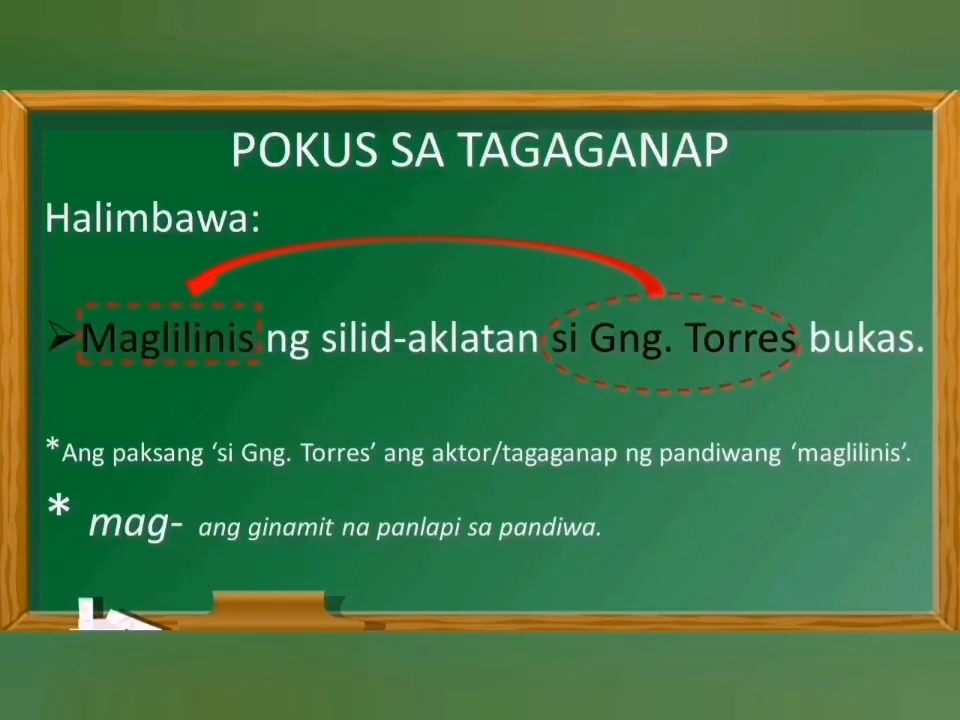 POKUS SA TAGAGANAP
Halimbawa:
➢Maglilinis ng silid-aklatan si Gng. Torres bukas.
*Ang paksang ‘si Gng. Torres’ ang aktor/tagaganap ng pandiwang ‘maglilinis’.
* mag- ang ginamit na panlapi sa pandiwa.